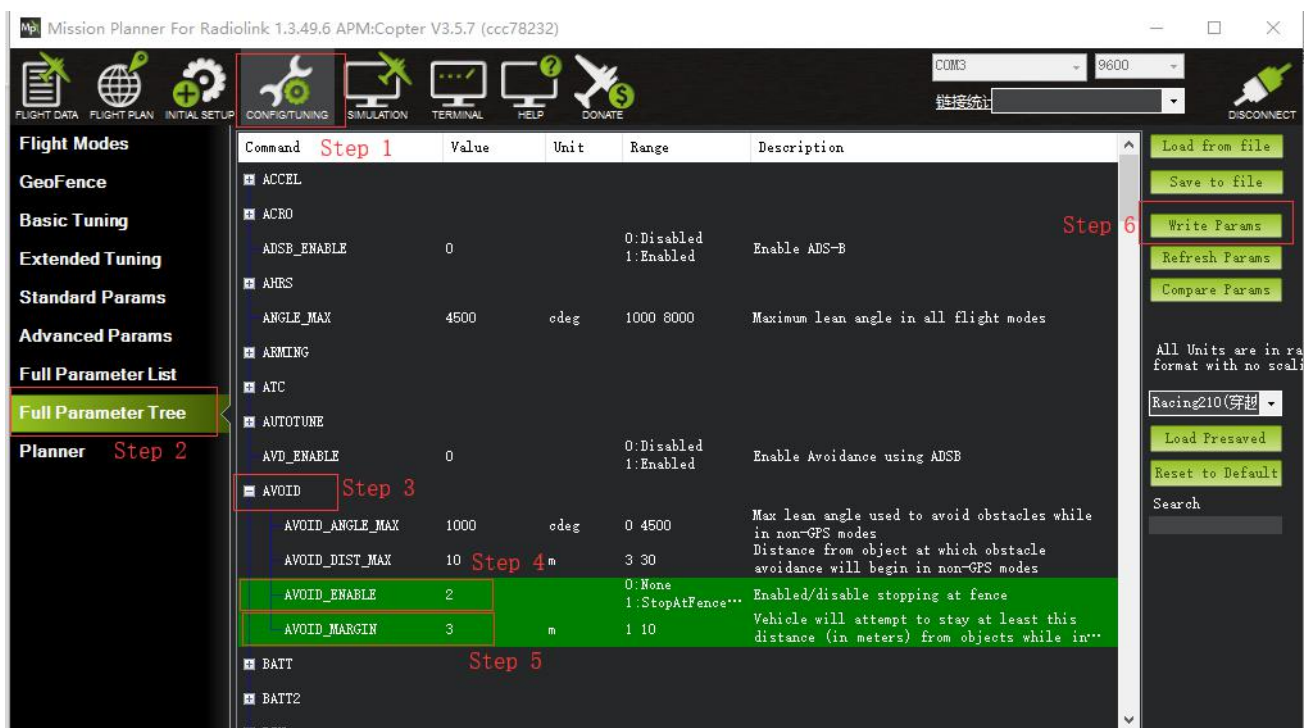 Mission Planner For Radiolink 1.3.49.6 APM:Copter V3.5.7 (ccc78232)
FLIGHT DATA FLIGHT PLAN INITIAL SETUP CONFIG/TUNING SIMULATION TERMINAL HELP DONATE
COM3 9600
链接统计
DISCONNECT
Flight Modes
GeoFence
Basic Tuning
Extended Tuning
Standard Params
Advanced Params
Full Parameter List
Full Parameter Tree
Planner Step 2
Command Step 1 Value Unit Range Description
ACCEL
ACRO
ADSB_ENABLE 0 0:Disabled
1:Enabled Enable ADS-B
AHRS
ANGLE_MAX 4500 cdeg 1000 8000 Maximum lean angle in all flight modes
ARMING
ATC
AUTOTUNE
AVD_ENABLE 0 0:Disabled
1:Enabled Enable Avoidance using ADSB
AVOID Step 3
AVOID_ANGLE_MAX 1000 cdeg 0 4500 Max lean angle used to avoid obstacles while
in non-GPS modes
AVOID_DIST_MAX 10 Step 4 m 3 30 Distance from object at which obstacle
avoidance will begin in non-GPS modes
AVOID_ENABLE 2 0:None
1:StopAtFence… Enabled/disable stopping at fence
AVOID_MARGIN 3 m 1 10 Vehicle will attempt to stay at least this
distance (in meters) from objects while in…
Step 5
BATT
BATT2
Load from file
Save to file
Step 6 Write Params
Refresh Params
Compare Params
All Units are in ra
format with no scali
Racing210(穿越
Load Presaved
Reset to Default
Search